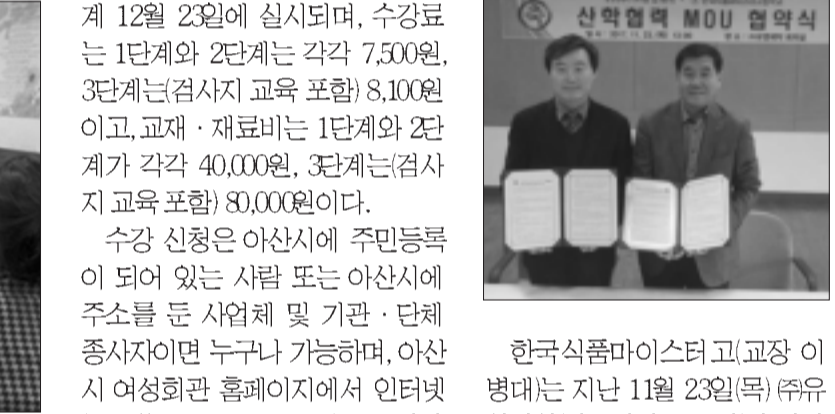 계 12월 23일에 실시되며, 수강료
는 1단계와 2단계는 각각 7,500원,
3단계는(검사지 교육 포함) 8,100원
이고, 교재 · 재료비는 1단계와 2단
계가 각각 40,000원, 3단계는(검사
지 교육 포함) 80,000원이다.
수강 신청은 아산시에 주민등록
이 되어 있는 사람 또는 아산시에
주소를 둔 사업체 및 기관 · 단체
종사자이면 누구나 가능하며, 아산
시 여성회관 홈페이지에서 인터넷
산학협력 MOU 협약식
한국식품마이스터고(교장 이
병대)는 지난 11월 23일(목) ㈜유